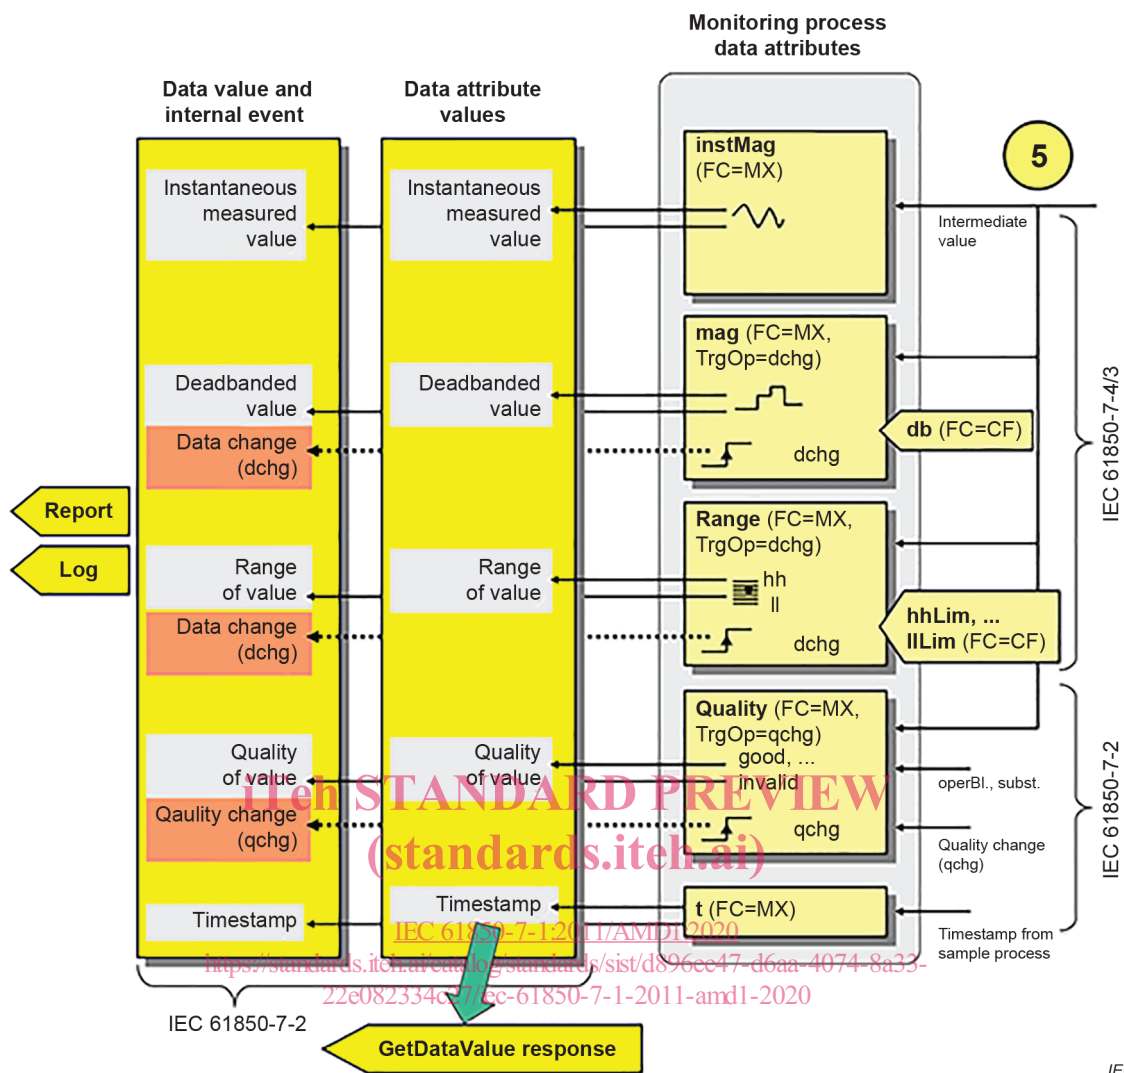 Monitoring process
data attributes
Data value and
internal event
Data attribute
values
5
instMag
(FC=MX)
Instantaneous
measured
value
Instantaneous
measured
value
Intermediate
value
mag (FC=MX,
TrgOp=dchg)
Deadbanded
value
Deadbanded
value
db (FC=CF)
Data change
(dchg)
dchg
IEC 61850-7-4/3
Report
Log
Range (FC=MX,
TrgOp=dchg)
Range
of value
Range
of value
hh
ll
hhLim, ...
llLim (FC=CF)
Data change
(dchg)
dchg
Quality (FC=MX,
TrgOp=qchg)
good, ...
invalid
Quality
of value
Quality
of value
operBl., subst.
Qaulity change
(qchg)
qchg
Quality change
(qchg)
IEC 61850-7-2
iTeh STANDARD PREVIEW
(standards.iteh.ai)
Timestamp
Timestamp
t (FC=MX)
Timestamp from
sample process
IEC 61850-7-1:2011/AMD1:2020
https://standards.iteh.ai/catalog/standards/sist/d896ee47-d6aa-4074-8a33-
22e082334c27/iec-61850-7-1-2011-amd1-2020
IEC 61850-7-2
GetDataValue response